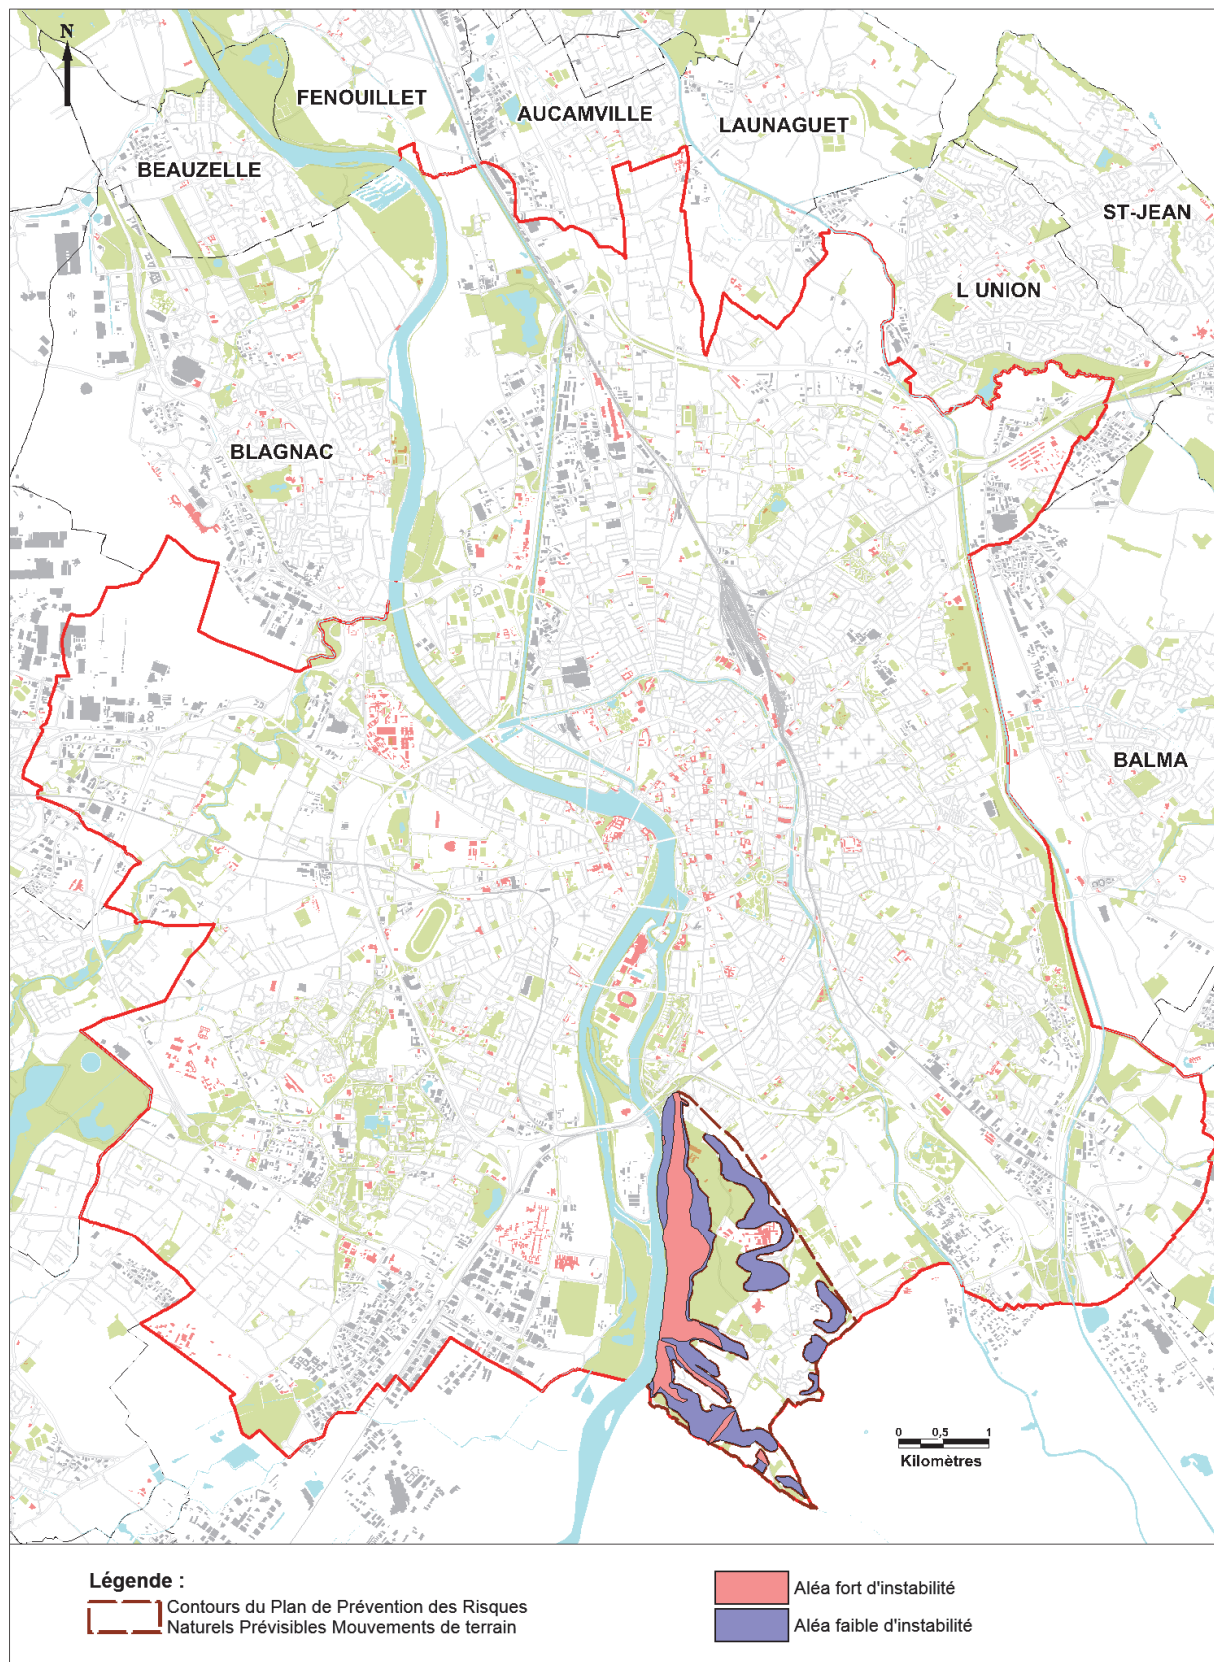 N
FENOUILLET
AUCAMVILLE
LAUNAGUET
BEAUZELLE
ST-JEAN
L UNION
BLAGNAC
BALMA
0 0,5 1
Kilomètres
Légende :
Contours du Plan de Prévention des Risques
Naturels Prévisibles Mouvements de terrain
Aléa fort d'instabilité
Aléa faible d'instabilité